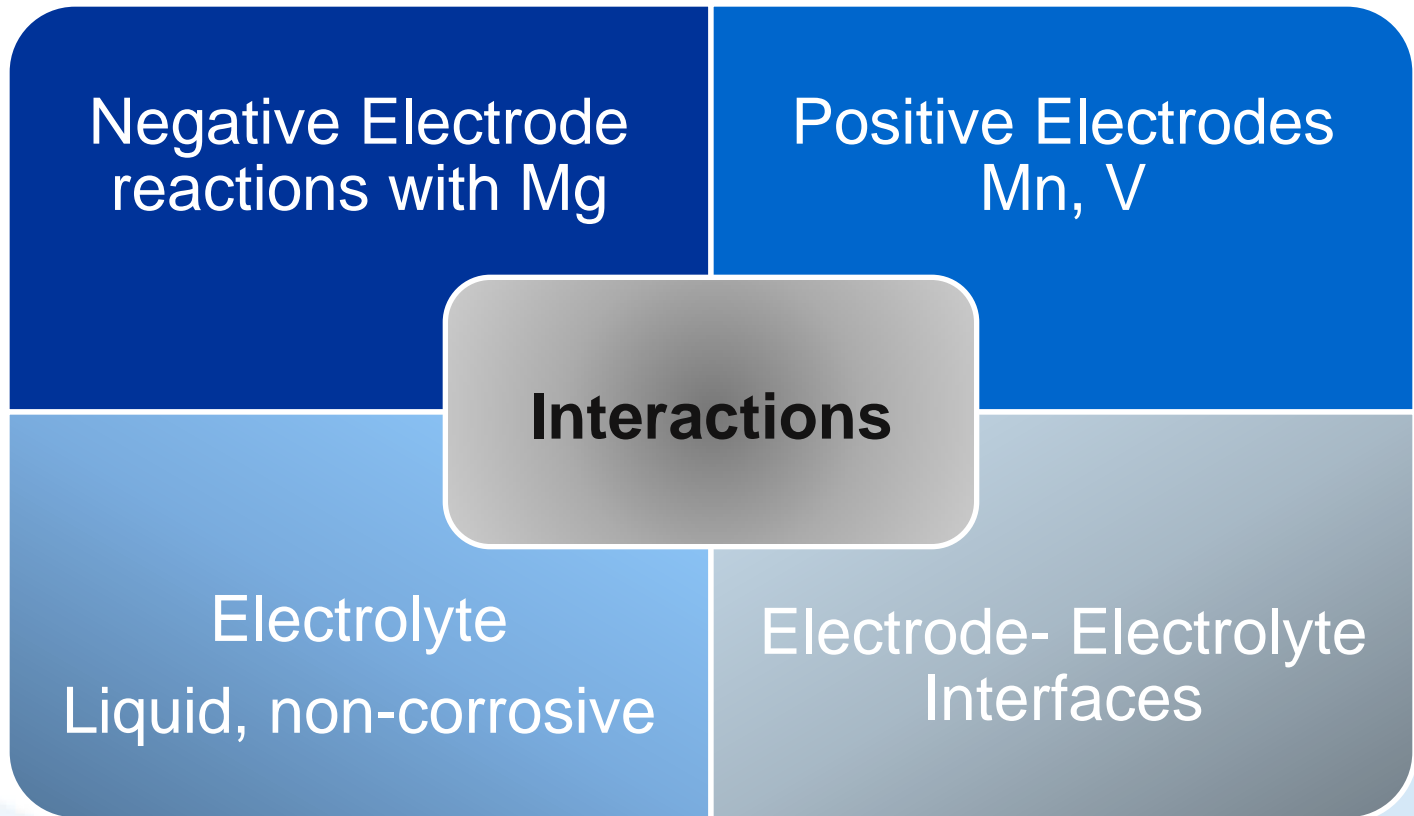 Negative Electrode
reactions with Mg
Positive Electrodes
Mn, V
Interactions
Electrolyte
Liquid, non-corrosive
Electrode- Electrolyte
Interfaces